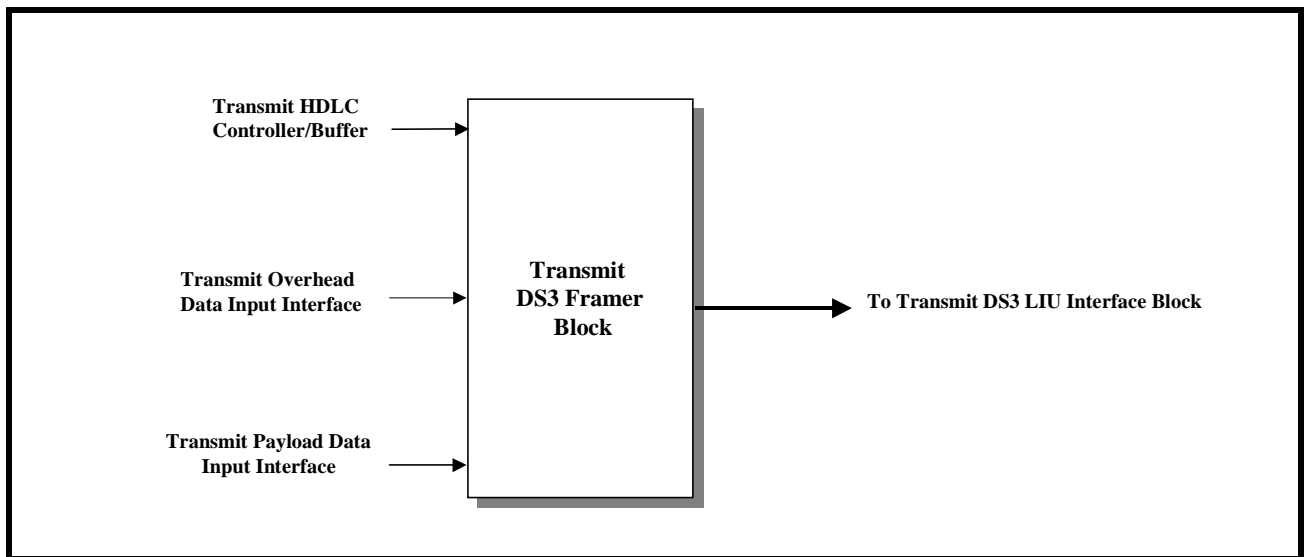 Transmit HDLC
Controller/Buffer
Transmit Overhead
Data Input Interface
Transmit Payload Data
Input Interface
Transmit
DS3 Framer
Block
To Transmit DS3 LIU Interface Block